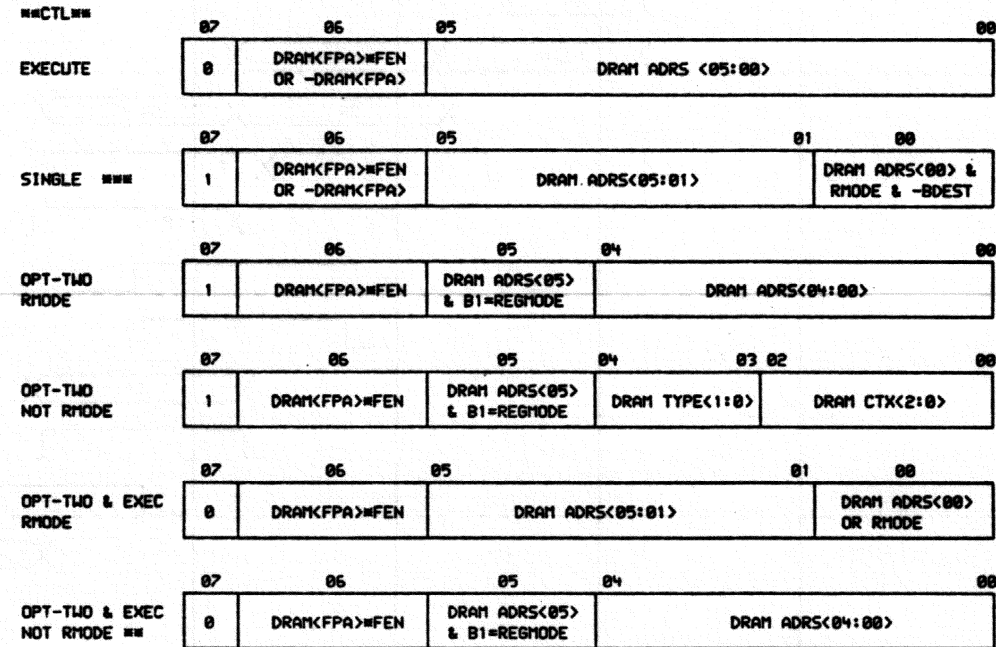 **CTL**
07 06 05 00
EXECUTE 0 DRAM<FPA>*FEN DRAM ADRS <05:00>
OR -DRAM<FPA>
07 06 05 01 00
SINGLE *** 1 DRAM<FPA>*FEN DRAM ADRS<05:01> DRAM ADRS<00> &
OR -DRAM<FPA> RMODE & -BDEST
07 06 05 04 00
OPT-TWO 1 DRAM<FPA>*FEN DRAM ADRS<05> DRAM ADRS<04:00>
RMODE & B1=REGMODE
07 06 05 04 03 02 00
OPT-TWO 1 DRAM<FPA>*FEN DRAM ADRS<05> DRAM TYPE<1:0> DRAM CTX<2:0>
NOT RMODE & B1=REGMODE
07 06 05 01 00
OPT-TWO & EXEC 0 DRAM<FPA>*FEN DRAM ADRS<05:01> DRAM ADRS<00>
RMODE OR RMODE
07 06 05 04 00
OPT-TWO & EXEC 0 DRAM<FPA>*FEN DRAM ADRS<05> DRAM ADRS<04:00>
NOT RMODE ** & B1=REGMODE